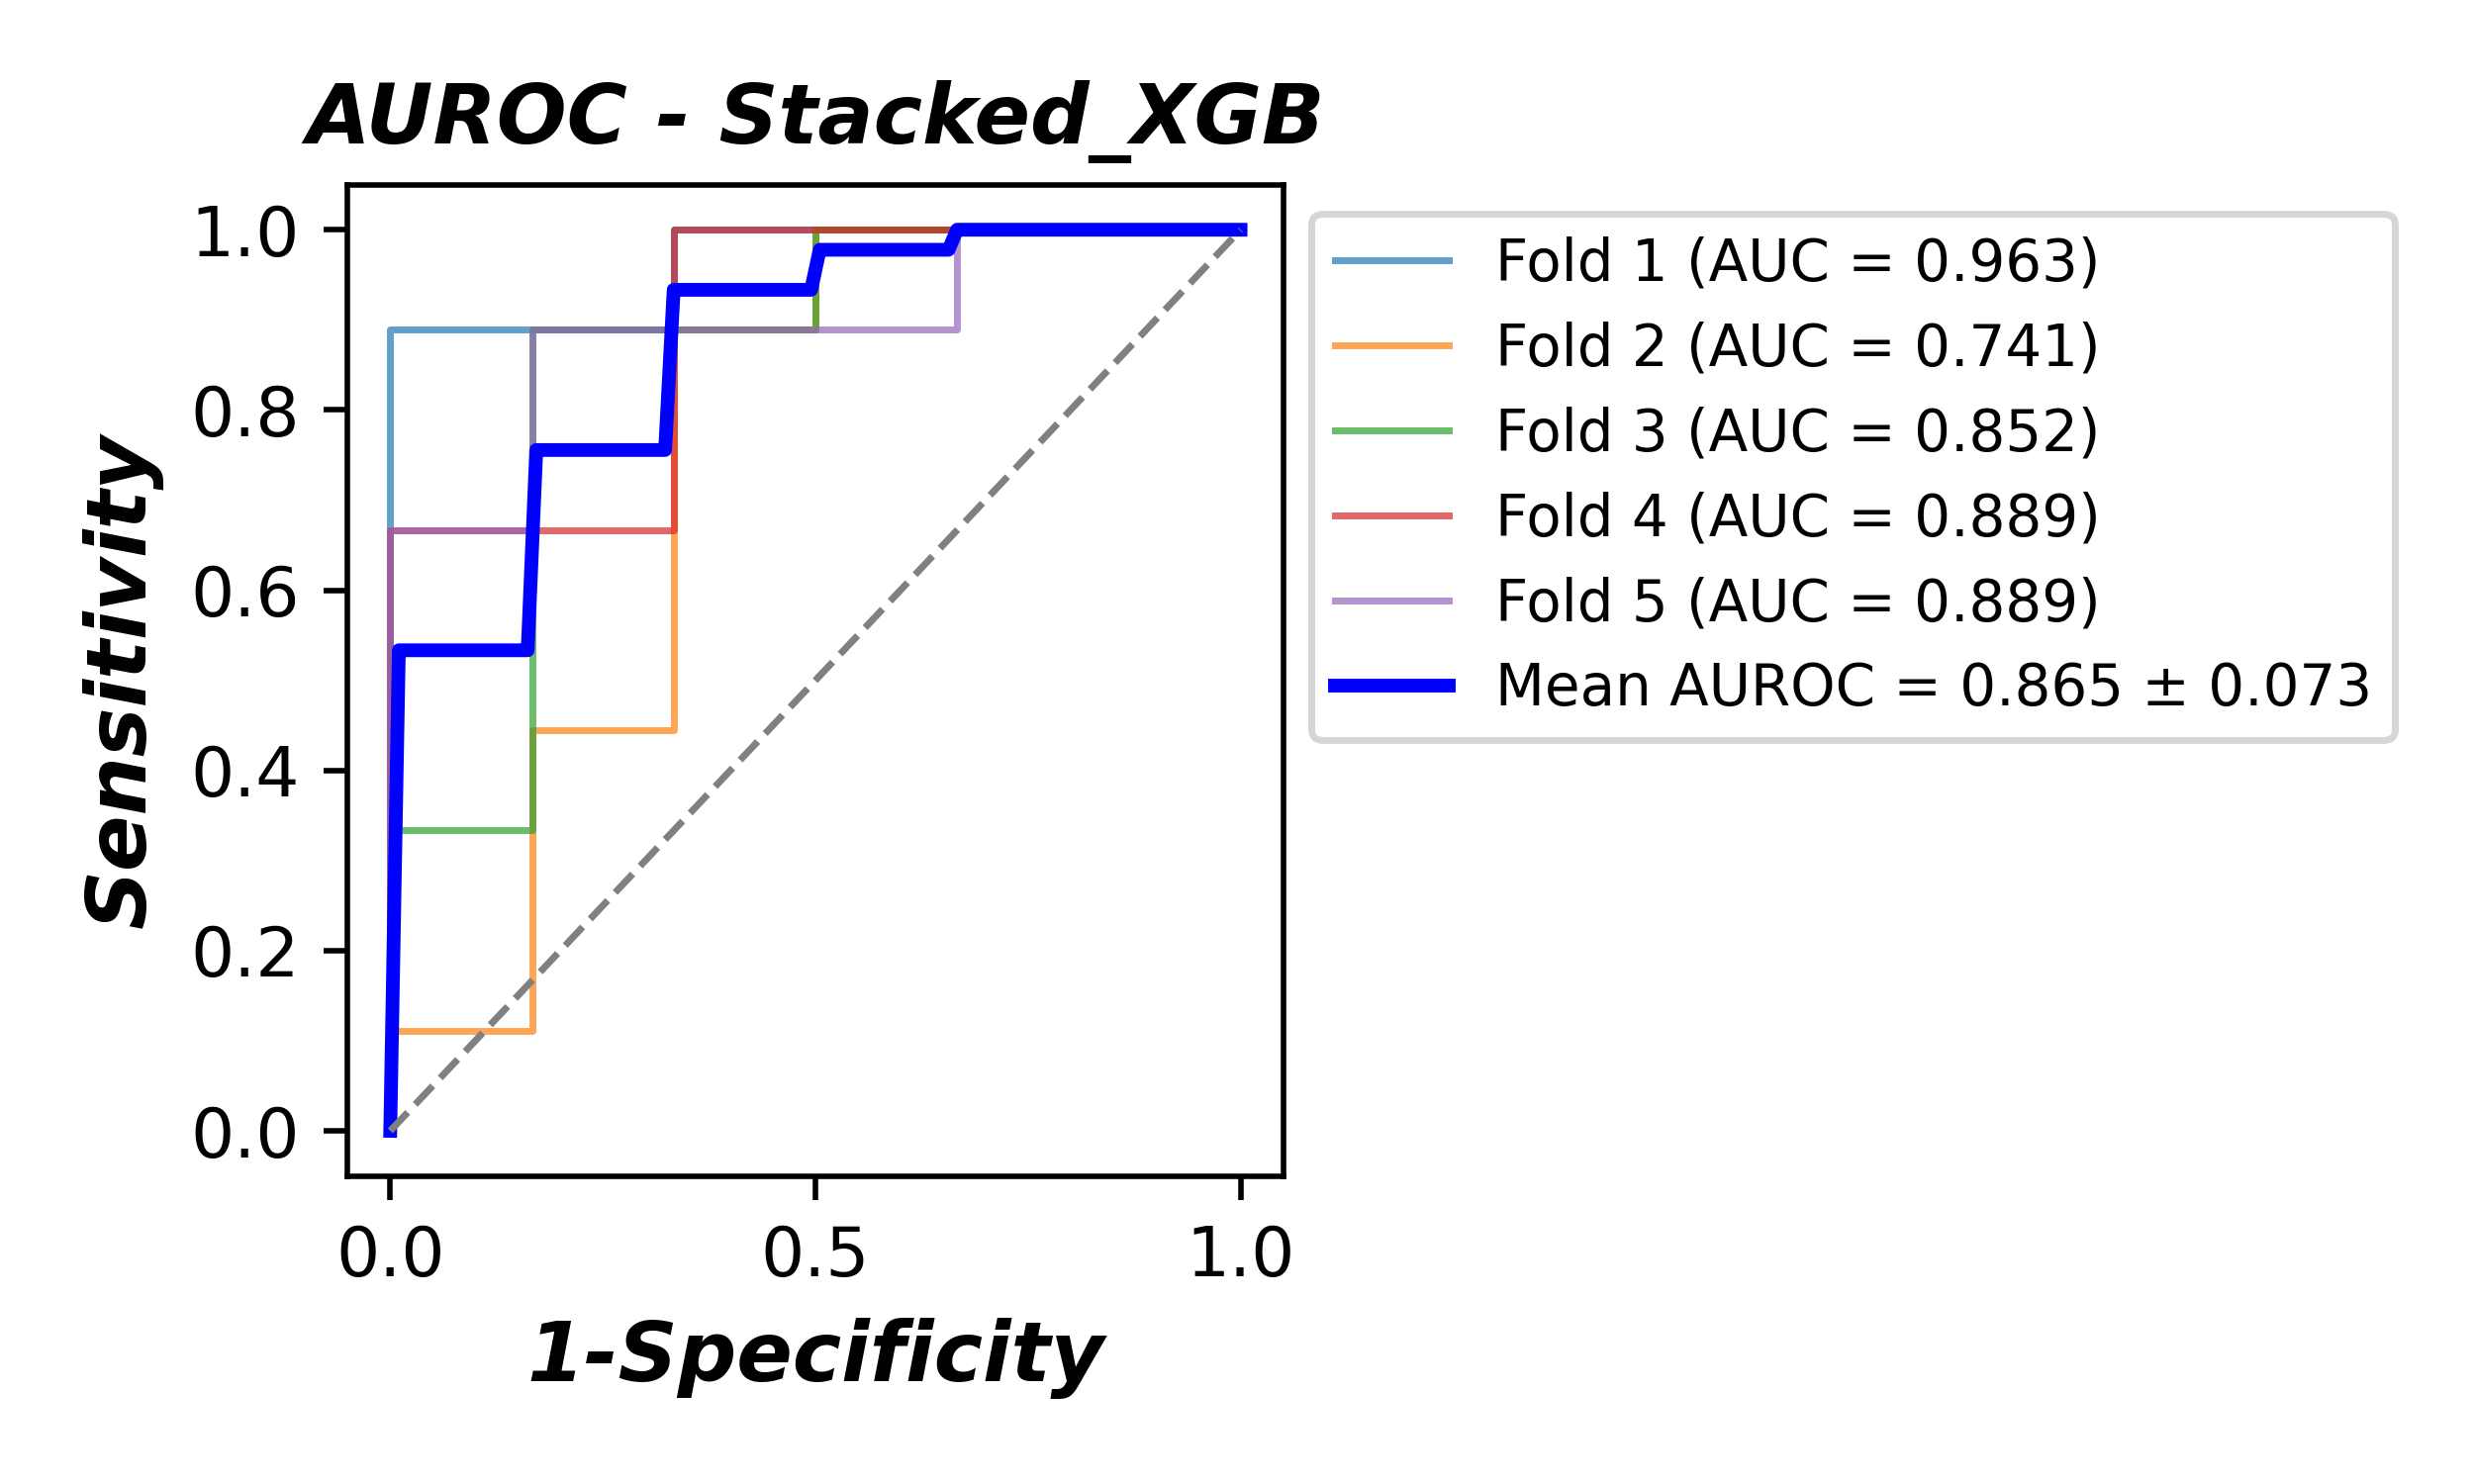 AUROC - Stacked_XGB
Sensitivity
1.0
0.8
0.6
0.4
0.2
0.0
0.0 0.5 1.0
1-Specificity
Fold 1 (AUC = 0.963)
Fold 2 (AUC = 0.741)
Fold 3 (AUC = 0.852)
Fold 4 (AUC = 0.889)
Fold 5 (AUC = 0.889)
Mean AUROC = 0.865 ± 0.073